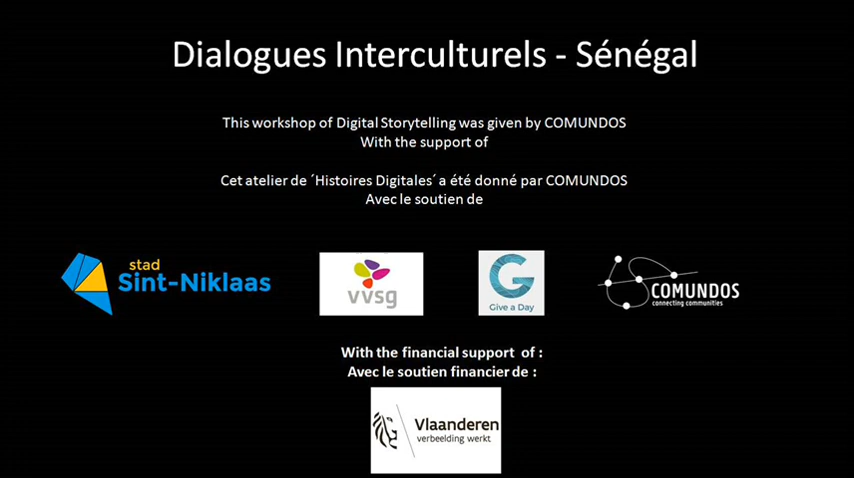 Dialogues Interculturels - Sénégal
This workshop of Digital Storytelling was given by COMUNDOS
With the support of
Cet atelier de ´Histoires Digitales´ a été donné par COMUNDOS
Avec le soutien de
stad
Sint-Niklaas
vvsg
G
Give a Day
COMUNDOS
connecting communities
With the financial support of :
Avec le soutien financier de :
Vlaanderen
verbeelding werkt